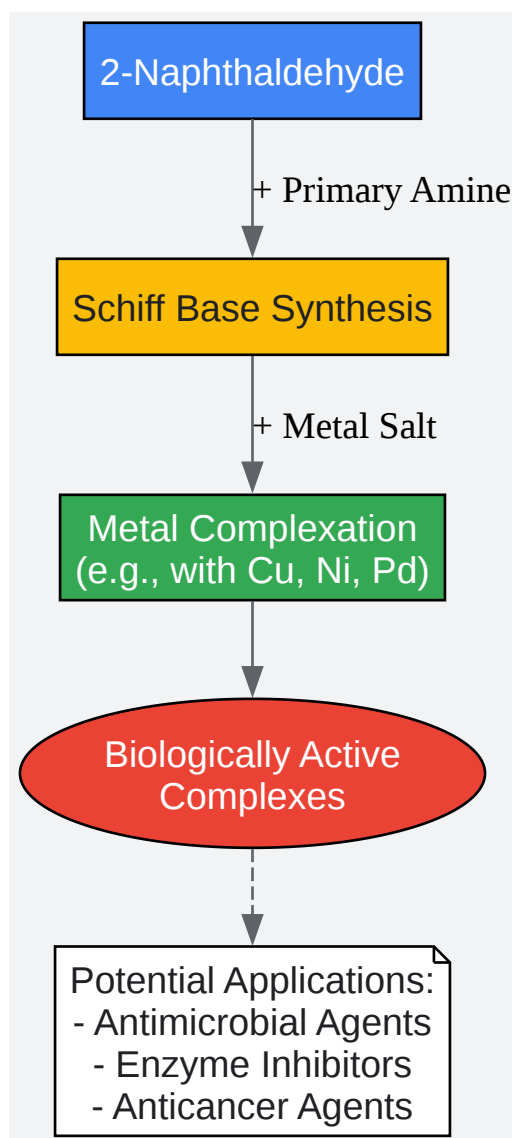 2-Naphthaldehyde
+ Primary Amine
Schiff Base Synthesis
+ Metal Salt
Metal Complexation
(e.g., with Cu, Ni, Pd)
Biologically Active
Complexes
Potential Applications:
- Antimicrobial Agents
- Enzyme Inhibitors
- Anticancer Agents